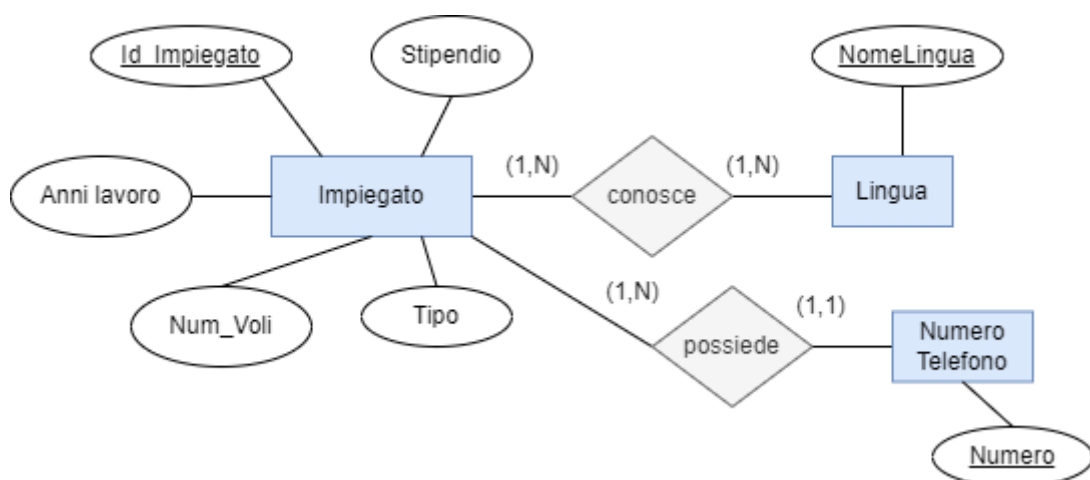 Id_Impiegato
Stipendio
NomeLingua
(1,N)
(1,N)
Anni lavoro
Impiegato
conosce
Lingua
(1,N)
(1,1)
Num_Voli
Tipo
possiede
Numero
Telefono
Numero